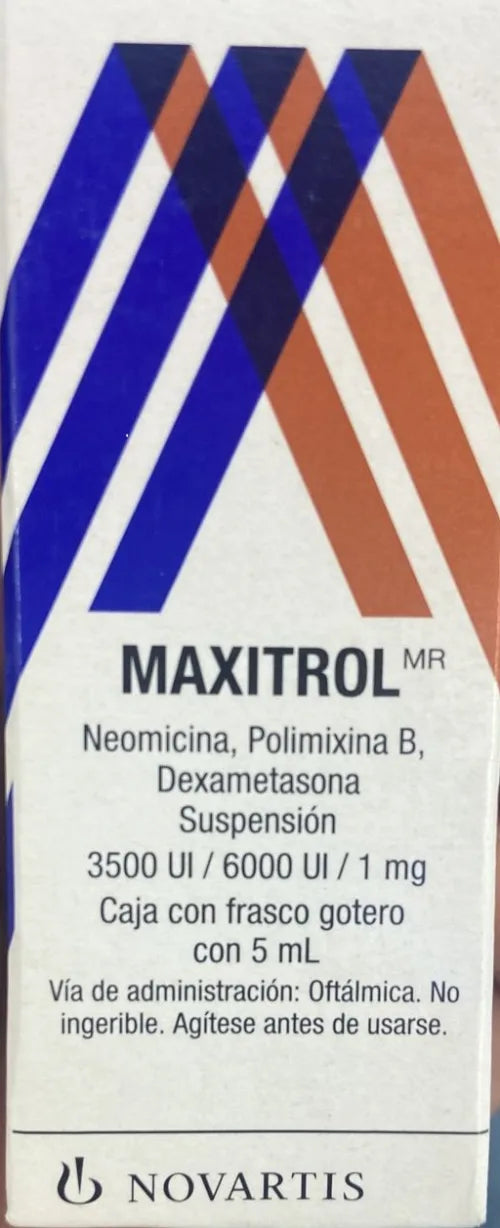 MAXITROL MR
Neomicina, Polimixina B,
Dexametasona
Suspensión
3500 UI / 6000 UI / 1 mg
Caja con frasco gotero
con 5 mL
Vía de administración: Oftálmica. No
ingerible. Agítese antes de usarse.
NOVARTIS